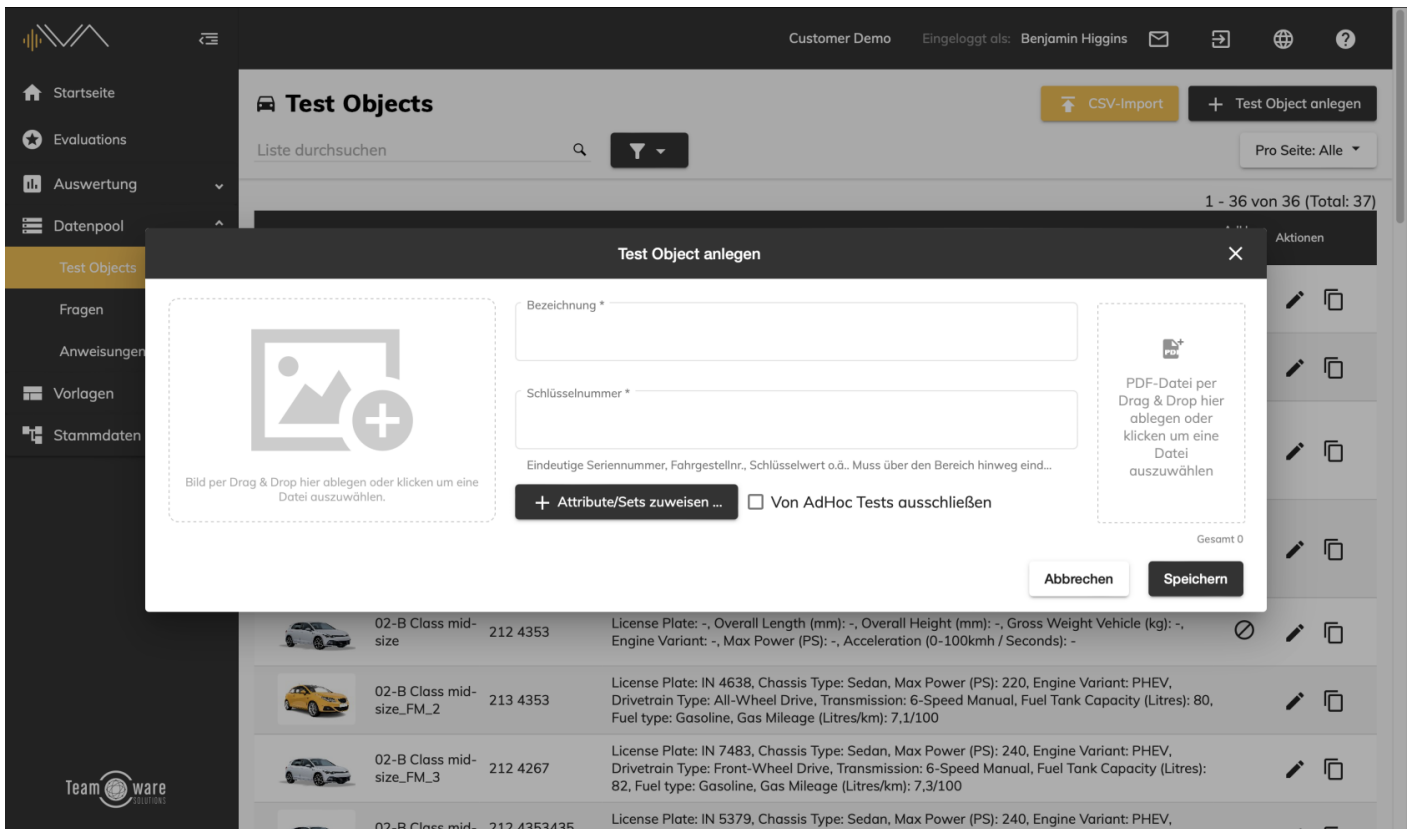 Customer Demo
Eingeloggt als: Benjamin Higgins
Startseite
Evaluations
Auswertung
Datenpool
Test Objects
Fragen
Anweisungen
Vorlagen
Stammdaten
Team ware
SOLUTIONS
Test Objects
CSV-Import
+ Test Object anlegen
Liste durchsuchen
Pro Seite: Alle
1 - 36 von 36 (Total: 37)
Aktionen
Test Object anlegen
Bild per Drag & Drop hier ablegen oder klicken um eine
Datei auszuwählen.
Bezeichnung *
Schlüsselnummer *
Eindeutige Seriennummer, Fahrgestellnr., Schlüsselwert o.ä.. Muss über den Bereich hinweg eind...
+ Attribute/Sets zuweisen ...
Von AdHoc Tests ausschließen
PDF
PDF-Datei per
Drag & Drop hier
ablegen oder
klicken um eine
Datei
auszuwählen
Gesamt 0
Abbrechen
Speichern
02-B Class mid-
size
212 4353
License Plate: -, Overall Length (mm): -, Overall Height (mm): -, Gross Weight Vehicle (kg): -,
Engine Variant: -, Max Power (PS): -, Acceleration (0-100kmh / Seconds): -
02-B Class mid-
size_FM_2
213 4353
License Plate: IN 4638, Chassis Type: Sedan, Max Power (PS): 220, Engine Variant: PHEV,
Drivetrain Type: All-Wheel Drive, Transmission: 6-Speed Manual, Fuel Tank Capacity (Litres): 80,
Fuel type: Gasoline, Gas Mileage (Litres/km): 7,1/100
02-B Class mid-
size_FM_3
212 4267
License Plate: IN 7483, Chassis Type: Sedan, Max Power (PS): 240, Engine Variant: PHEV,
Drivetrain Type: Front-Wheel Drive, Transmission: 6-Speed Manual, Fuel Tank Capacity (Litres):
82, Fuel type: Gasoline, Gas Mileage (Litres/km): 7,3/100
02-B Class mid-
212 4353435
License Plate: IN 5379, Chassis Type: Sedan, Max Power (PS): 240, Engine Variant: PHEV,